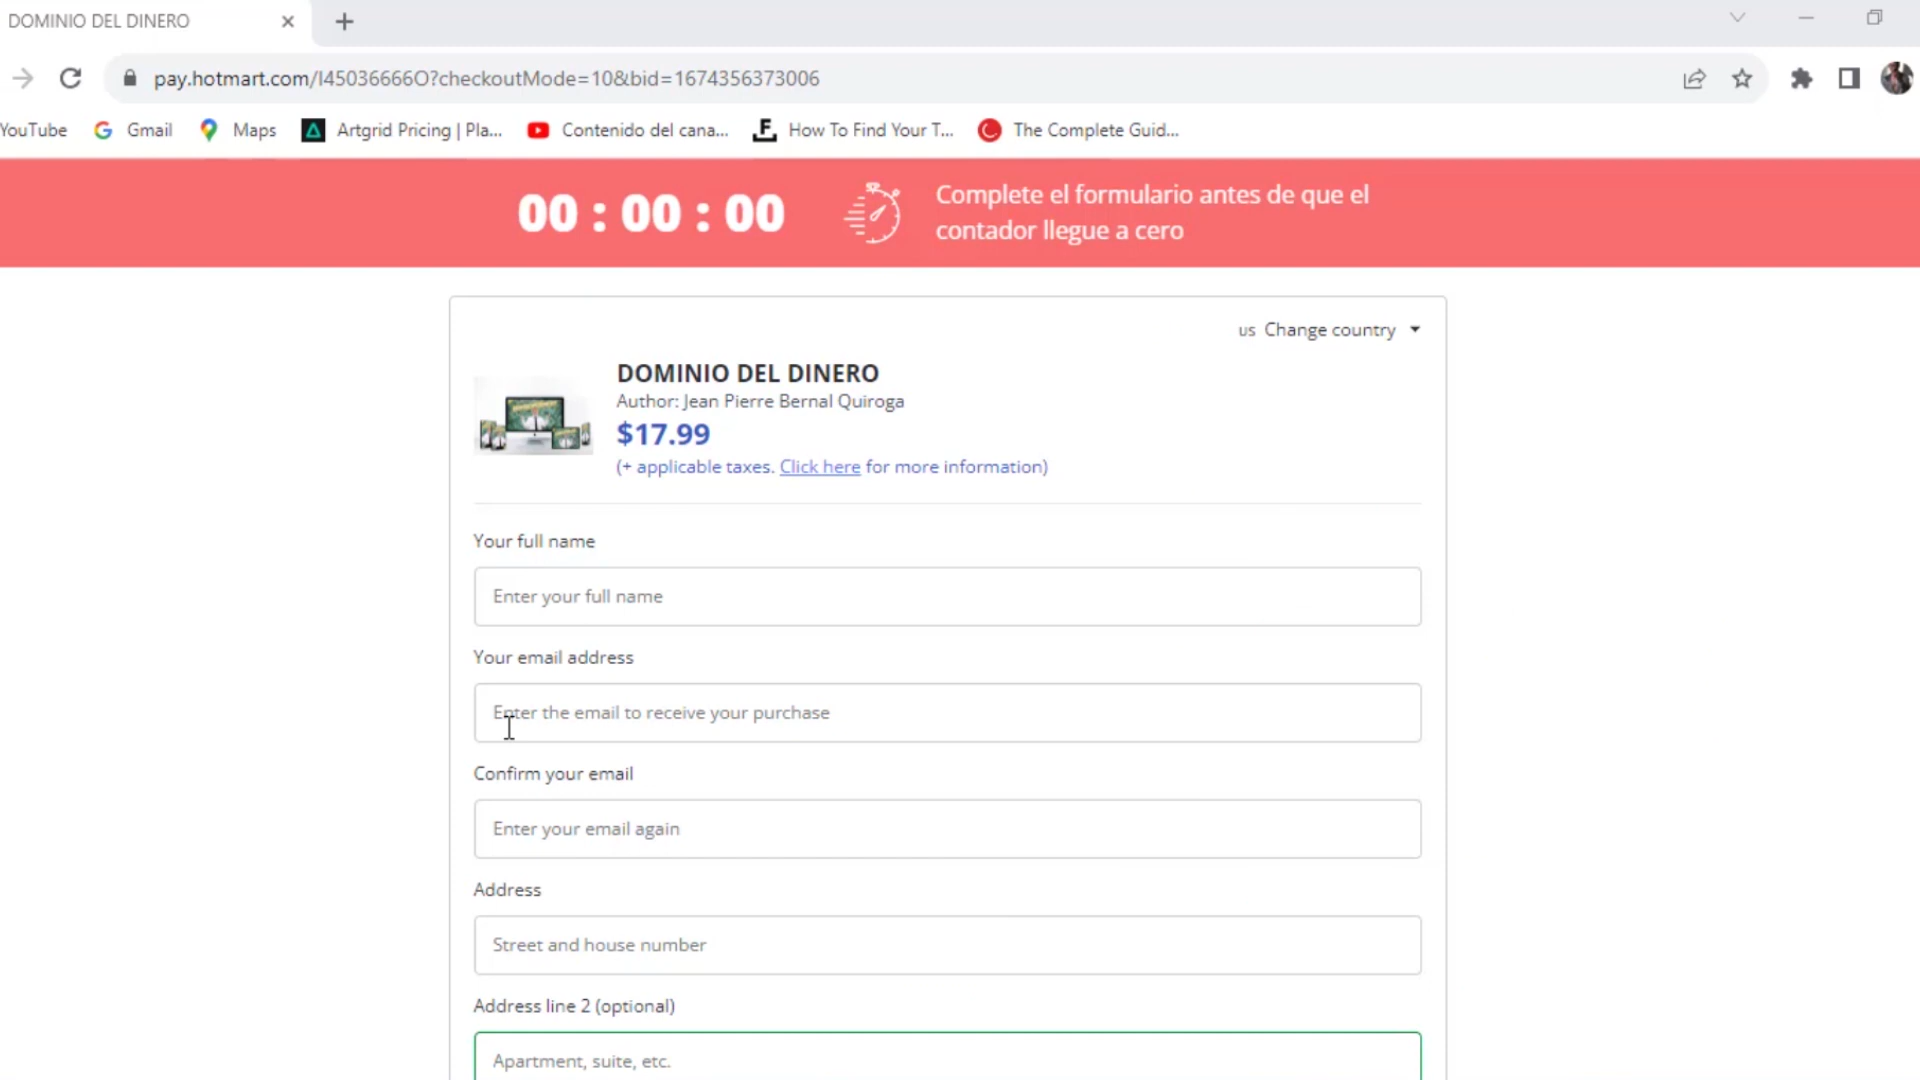 DOMINIO DEL DINERO
pay.hotmart.com/I45036666O?checkoutMode=10&bid=1674356373006
YouTube Gmail Maps Artgrid Pricing | Pla... Contenido del cana... How To Find Your T... The Complete Guid...
00 : 00 : 00
Complete el formulario antes de que el
contador llegue a cero
us Change country
DOMINIO DEL DINERO
Author: Jean Pierre Bernal Quiroga
$17.99
(+ applicable taxes. Click here for more information)
Your full name
Enter your full name
Your email address
Enter the email to receive your purchase
Confirm your email
Enter your email again
Address
Street and house number
Address line 2 (optional)
Apartment, suite, etc.